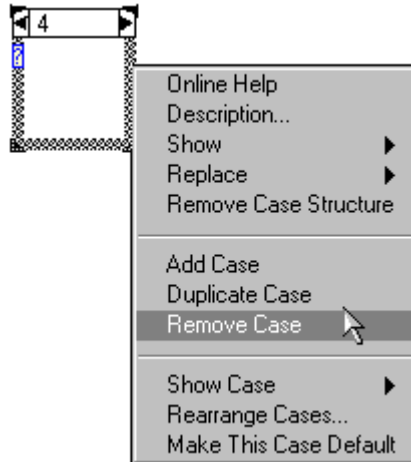 4
?
Online Help
Description...
Show
Replace
Remove Case Structure
Add Case
Duplicate Case
Remove Case
Show Case
Rearrange Cases...
Make This Case Default